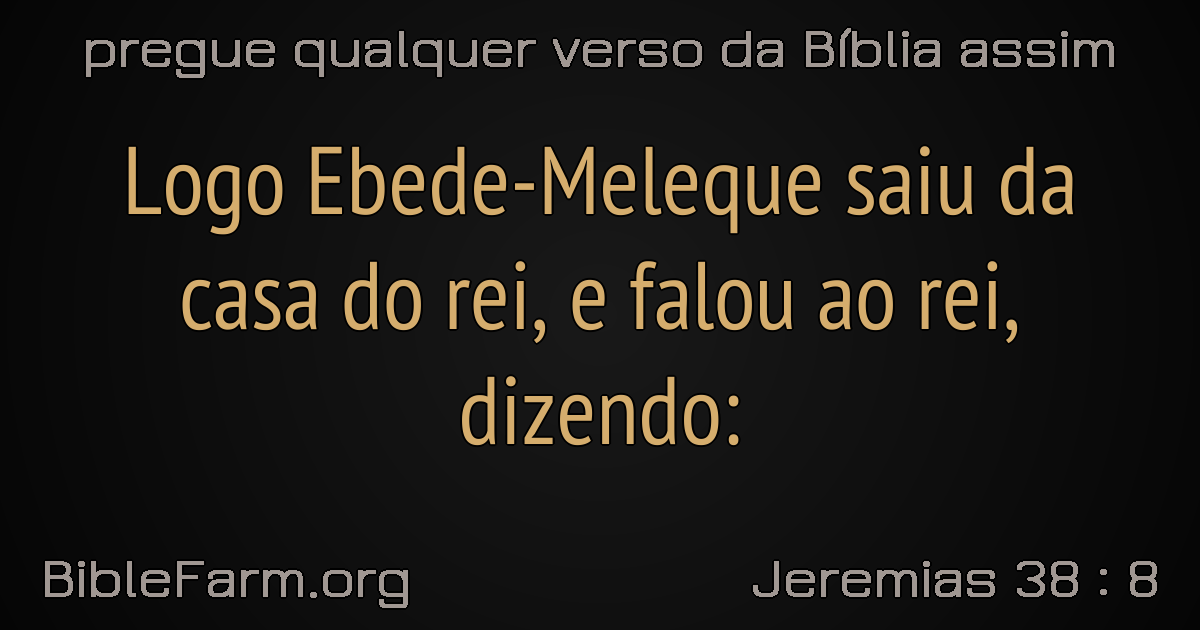 pregue qualquer verso da Bíblia assim
Logo Ebede-Meleque saiu da
casa do rei, e falou ao rei,
dizendo:
BibleFarm.org
Jeremias 38 : 8